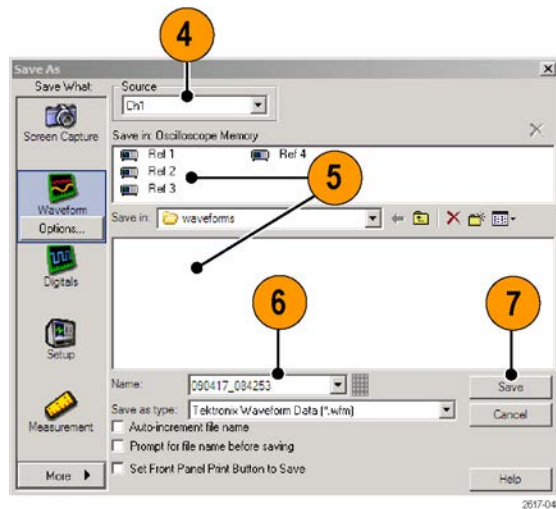 4
Save As
Save What:
Source
Ch1
Screen Capture
Save in: Oscilloscope Memory
Ref 1
Ref 4
Ref 2
Ref 3
5
Waveform
Options...
Save in:
waveforms
Digitals
6
7
Setup
Name:
090417_084253
Save
Save as type:
Tektronix Waveform Data (*.wfm)
Cancel
Measurement
Auto-increment file name
Prompt for file name before saving
Set Front Panel Print Button to Save
More
Help
2617-04